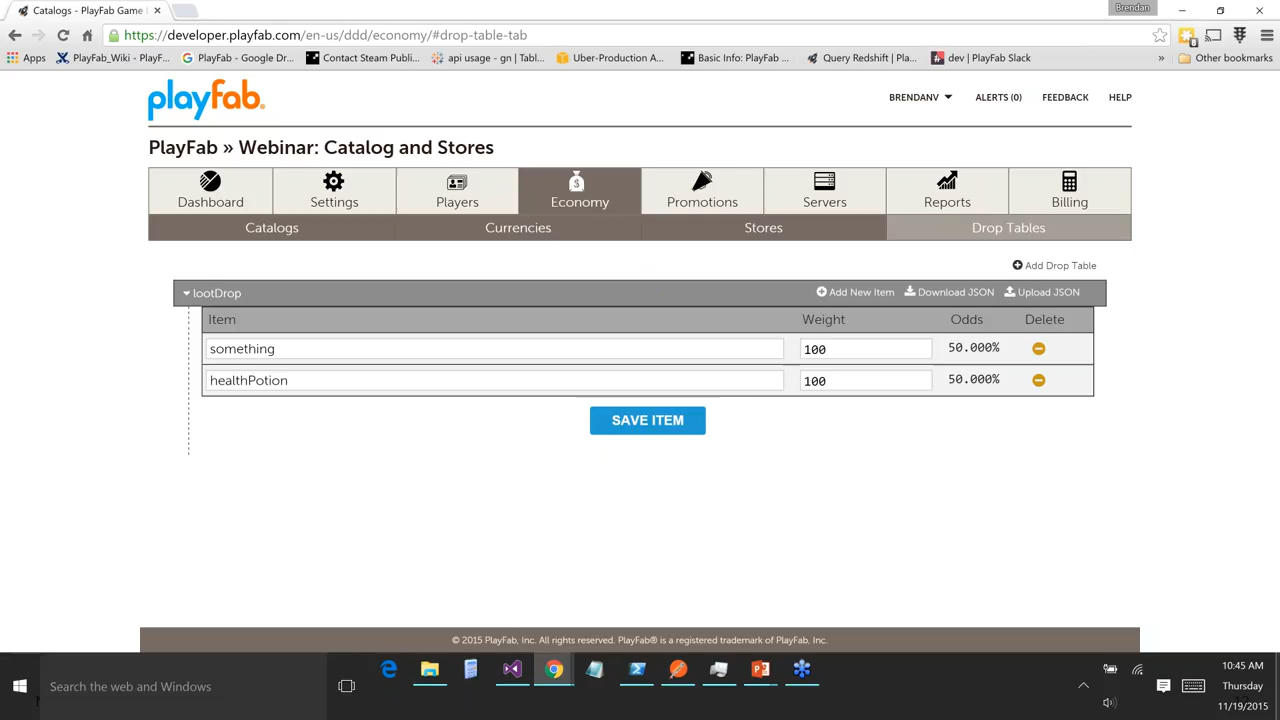 Catalogs - PlayFab Game
Brendan
https://developer.playfab.com/en-us/ddd/economy/#drop-table-tab
Apps PlayFab_Wiki - PlayF... PlayFab - Google Dr... Contact Steam Publi... api usage - gn | Tabl... Uber-Production A... Basic Info: PlayFab ... Query Redshift | Pla... dev | PlayFab Slack » Other bookmarks
playfab.
BRENDANV ALERTS (0) FEEDBACK HELP
PlayFab » Webinar: Catalog and Stores
Dashboard Settings Players Economy Promotions Servers Reports Billing
Catalogs Currencies Stores Drop Tables
Add Drop Table
lootDrop Add New Item Download JSON Upload JSON
Item Weight Odds Delete
something 100 50.000%
healthPotion 100 50.000%
SAVE ITEM
© 2015 PlayFab, Inc. All rights reserved. PlayFab® is a registered trademark of PlayFab, Inc.
Search the web and Windows
10:45 AM
Thursday
11/19/2015